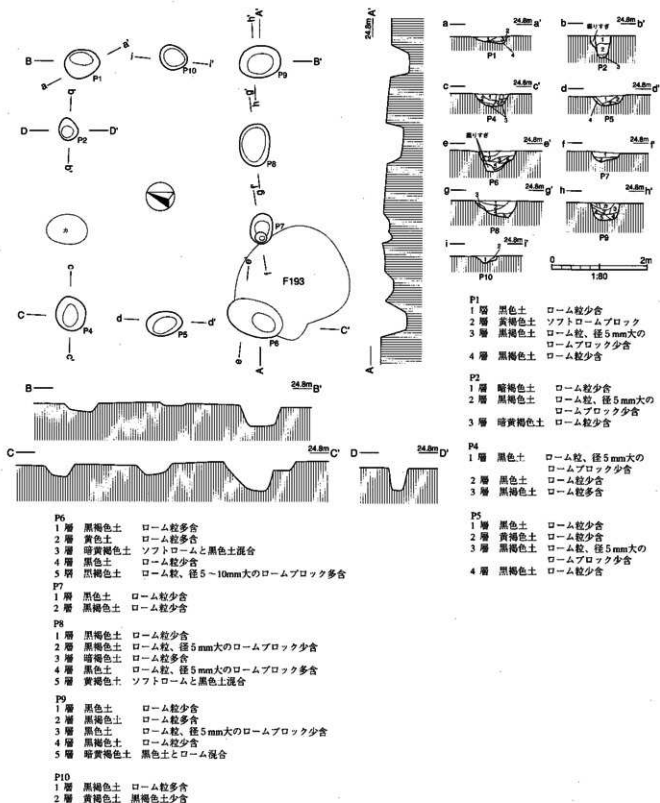 h' A'
g' A
24.8m A'
B
a'
a
P1
b
i
i'
P10
P9
B'
g
h
D
P2
D'
b'
P8
f
g
P7
カ
c
F193
C
P4
c'
d
P5
d'
P6
C'
e
A
A
a 24.8m a'
2
4
P1
b 掘りすぎ 24.8m b'
1
2
3
P2
c 24.8m c'
3
P4
d 24.8m d'
4
P5
掘りすぎ
e 24.8m e'
P6
f 24.8m f'
P7
g 24.8m g'
3
P8
h 24.8m h'
P9
i 24.8m i'
2
P10
0 2m
1:80
P1
1層 黒色土 ローム粒少含
2層 黄褐色土 ソフトロームブロック
3層 黒褐色土 ローム粒、径5mm大の
ロームブロック少含
4層 黒褐色土 ローム粒少含
P2
1層 暗褐色土 ローム粒少含
2層 黒褐色土 ローム粒、径5mm大の
ロームブロック少含
3層 暗黄褐色土 ローム粒少含
P4
1層 黒色土 ローム粒、径5mm大の
ロームブロック少含
2層 黒色土 ローム粒少含
3層 黒褐色土 ローム粒多含
P5
1層 黒色土 ローム粒少含
2層 黄褐色土 ローム粒少含
3層 黒褐色土 ローム粒、径5mm大の
ロームブロック少含
4層 黒褐色土 ローム粒少含
B 24.8m B'
C 24.8m C'
D 24.8m D'
P6
1層 黒褐色土 ローム粒多含
2層 黄色土 ローム粒多含
3層 暗黄褐色土 ソフトロームと黒色土混合
4層 黒色土 ローム粒少含
5層 黒褐色土 ローム粒、径5~10mm大のロームブロック多含
P7
1層 黒色土 ローム粒少含
2層 黒褐色土 ローム粒少含
P8
1層 黒褐色土 ローム粒少含
2層 黒褐色土 ローム粒、径5mm大のロームブロック少含
3層 暗褐色土 ローム粒多含
4層 黒色土 ローム粒、径5mm大のロームブロック多含
5層 黄褐色土 ソフトロームと黒色土混合
P9
1層 黒色土 ローム粒少含
2層 黒褐色土 ローム粒多含
3層 黒色土 ローム粒、径5mm大のロームブロック少含
4層 黒褐色土 ローム粒少含
5層 暗黄褐色土 黒色土とローム混合
P10
1層 黒褐色土 ローム粒多含
2層 黄褐色土 黒褐色土少含